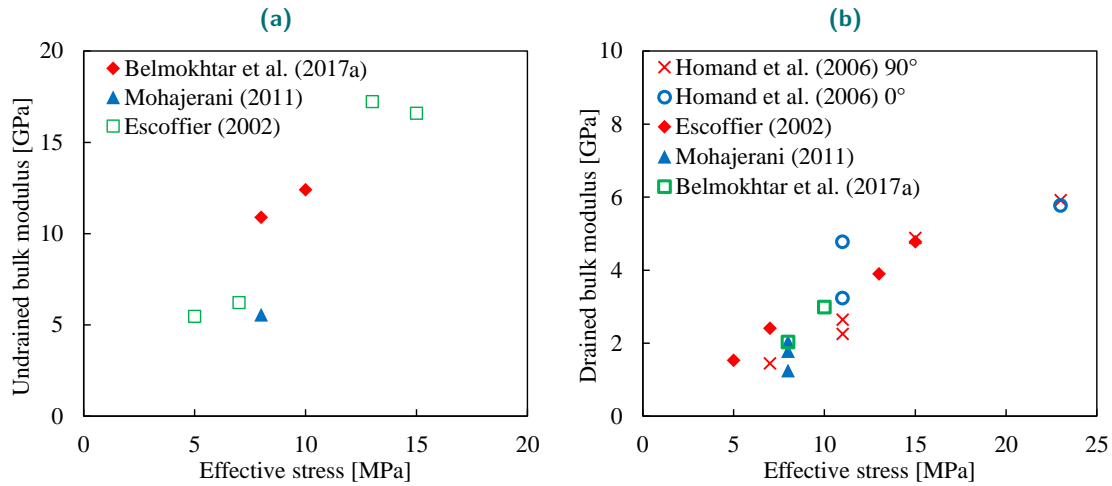 (a)
20
15
10
5
0
0
5
10
15
20
Undrained bulk modulus [GPa]
Effective stress [MPa]
Belmokhtar et al. (2017a)
Mohajerani (2011)
Escoffier (2002)
(b)
10
8
6
4
2
0
0
5
10
15
20
25
Drained bulk modulus [GPa]
Effective stress [MPa]
Homand et al. (2006) 90°
Homand et al. (2006) 0°
Escoffier (2002)
Mohajerani (2011)
Belmokhtar et al. (2017a)